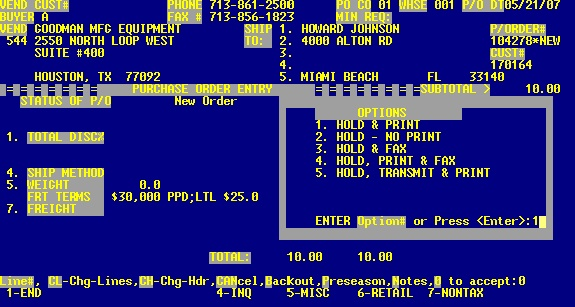 VEND CUST# PHONE 713-861-2500 PO CO 01 WHSE 001 P/O DT05/21/07
BUYER A FAX # 713-856-1823 MIN REQ:
VEND GOODMAN MFG EQUIPMENT SHIP 1. HOWARD JOHNSON P/ORDER#
544 2550 NORTH LOOP WEST TO: 2. 4000 ALTON RD 104278*NEW
SUITE #400 3. CUST#
4. 170164
HOUSTON, TX 77092 5. MIAMI BEACH FL 33140
=-=-=-=-=-=-=-= PURCHASE ORDER ENTRY =-=-=-=-=-=-=-=SUBTOTAL > 10.00
STATUS OF P/O New Order
OPTIONS
1. HOLD & PRINT
1. TOTAL DISC% 2. HOLD - NO PRINT
3. HOLD & FAX
4. HOLD, PRINT & FAX
4. SHIP METHOD 5. HOLD, TRANSMIT & PRINT
5. WEIGHT 0.0
FRT TERMS $30,000 PPD;LTL $25.0
7. FREIGHT
ENTER Option# or Press <Enter>:1
TOTAL: 10.00 10.00
Line#, CL-Chg-Lines,CH-Chg-Hdr,CANcel,Backout,Preseason,Notes,0 to accept:0
1-END 4-INQ 5-MISC 6-RETAIL 7-NONTAX